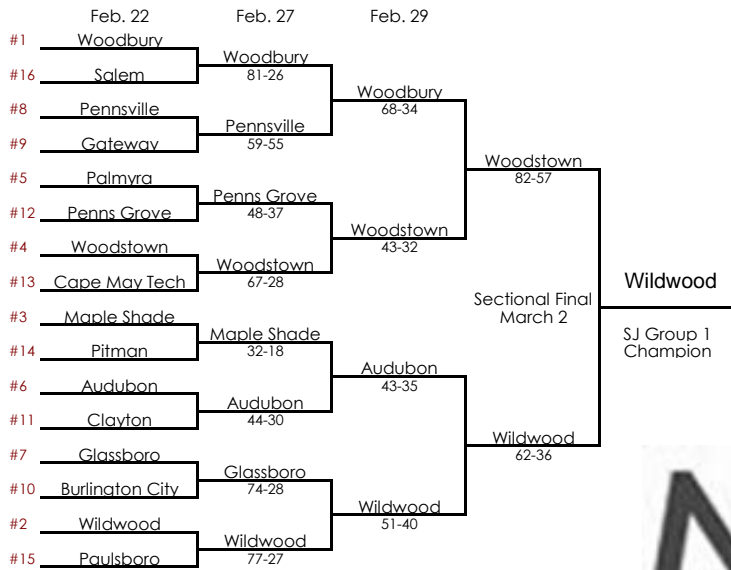 Feb. 22
Feb. 27
Feb. 29
#1 Woodbury
#16 Salem
#8 Pennsville
#9 Gateway
#5 Palmyra
#12 Penns Grove
#4 Woodstown
#13 Cape May Tech
#3 Maple Shade
#14 Pitman
#6 Audubon
#11 Clayton
#7 Glassboro
#10 Burlington City
#2 Wildwood
#15 Paulsboro
Woodbury
81-26
Pennsville
59-55
Penns Grove
48-37
Woodstown
67-28
Maple Shade
32-18
Audubon
44-30
Glassboro
74-28
Wildwood
77-27
Woodbury
68-34
Woodstown
43-32
Audubon
43-35
Wildwood
51-40
Woodstown
82-57
Sectional Final
March 2
Wildwood
62-36
Wildwood
SJ Group 1
Champion